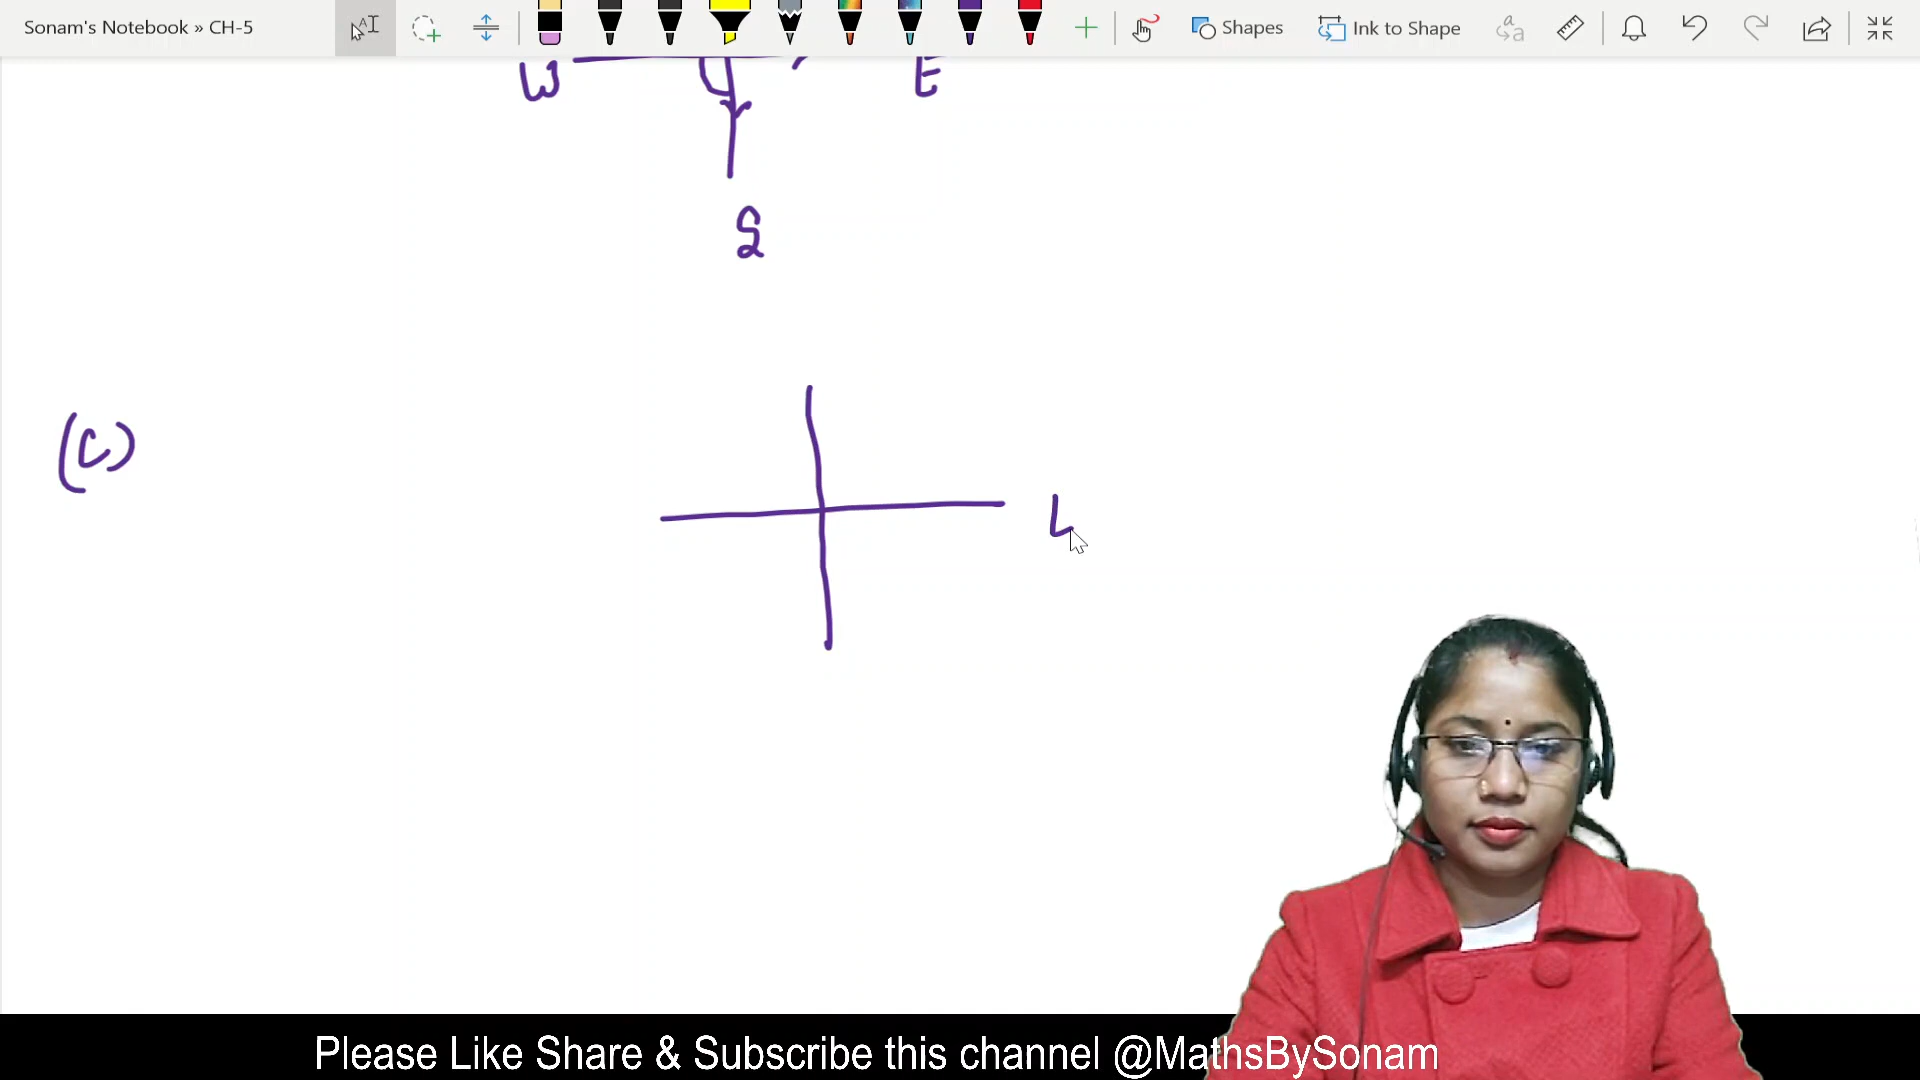 Sonam's Notebook » CH-5
Shapes
Ink to Shape
W E
S
(C)
Please Like Share & Subscribe this channel @MathsBySonam